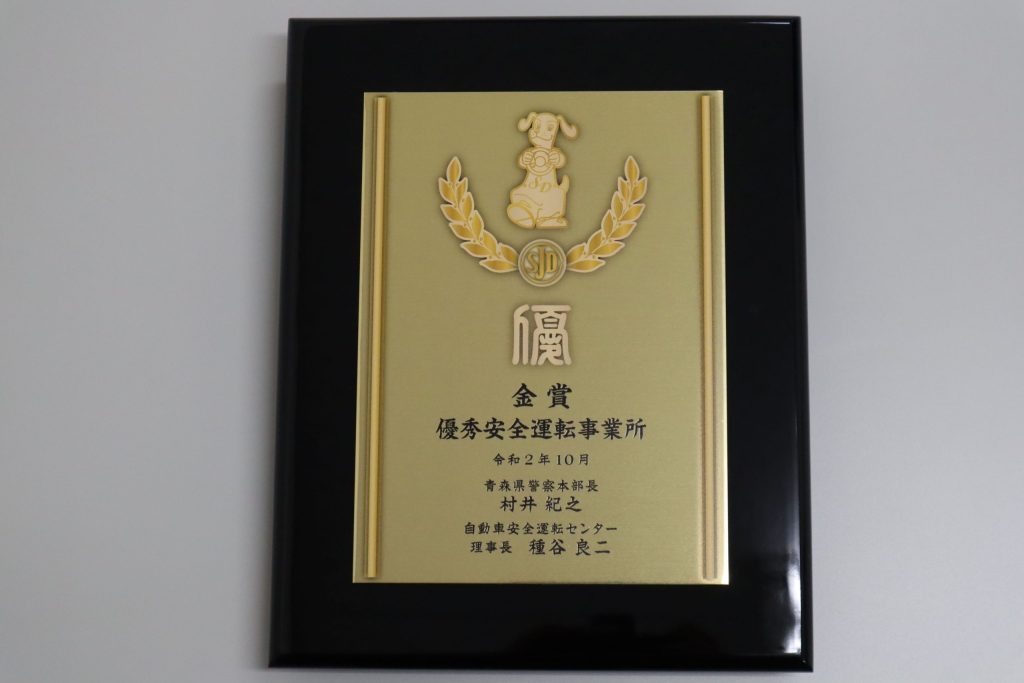 SD
SJD
優
金賞
優秀安全運転事業所
令和2年10月
青森県警察本部長
村井 紀之
自動車安全運転センター
理事長 種谷 良二